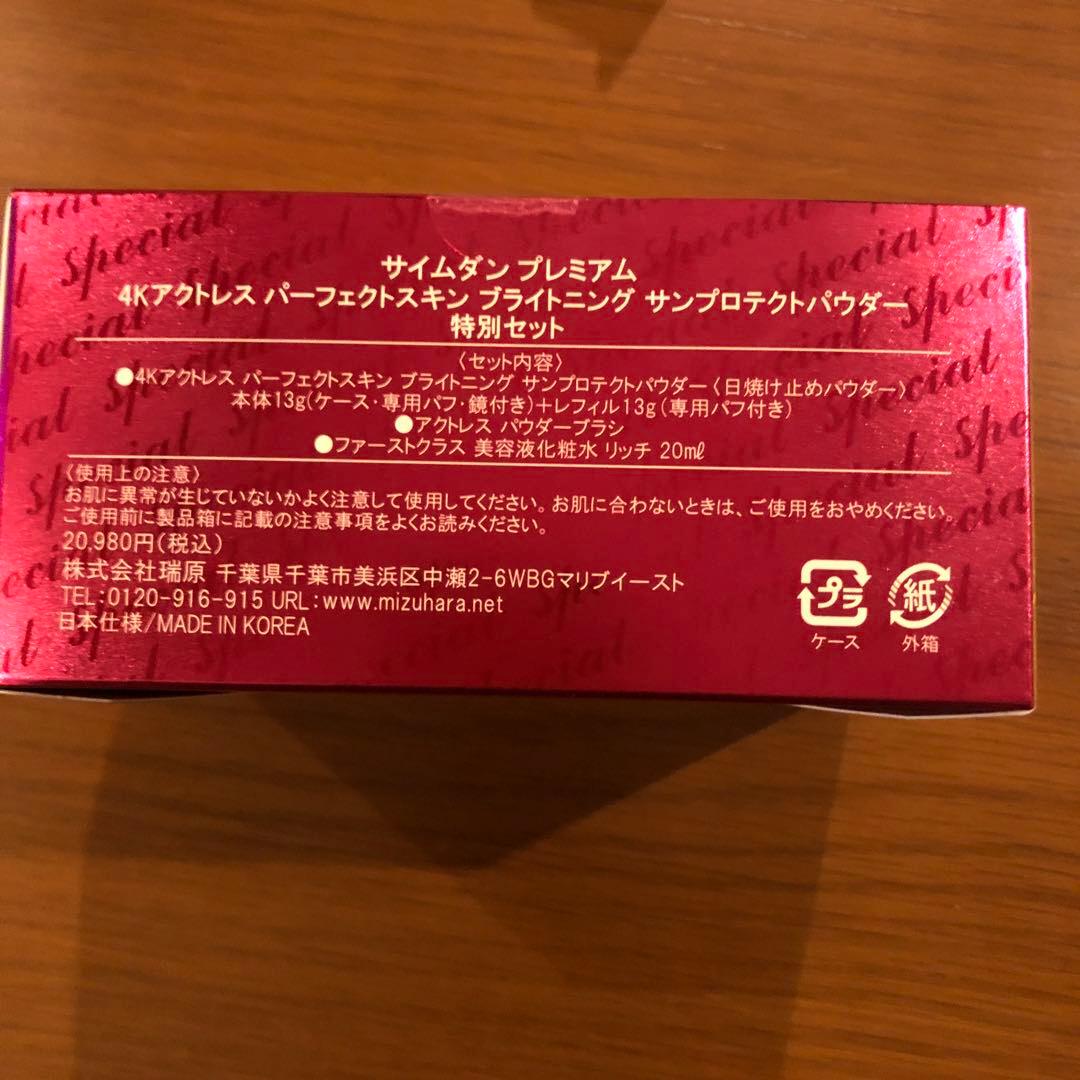 サイムダン プレミアム
4Kアクトレス パーフェクトスキン ブライトニング サンプロテクトパウダー
特別セット
〈セット内容〉
●4Kアクトレス パーフェクトスキン ブライトニング サンプロテクトパウダー〈日焼け止めパウダー〉
本体13g(ケース・専用パフ・鏡付き)+レフィル13g(専用パフ付き)
●アクトレス パウダーブラシ
●ファーストクラス 美容液化粧水 リッチ 20ml
〈使用上の注意〉
お肌に異常が生じていないかよく注意して使用してください。お肌に合わないときは、ご使用をおやめください。
ご使用前に製品箱に記載の注意事項をよくお読みください。
20,980円(税込)
株式会社瑞原 千葉県千葉市美浜区中瀬2-6WBGマリブイースト
TEL:0120-916-915 URL:www.mizuhara.net
日本仕様/MADE IN KOREA
プラ
ケース
紙
外箱
Special
Special
Special
Special